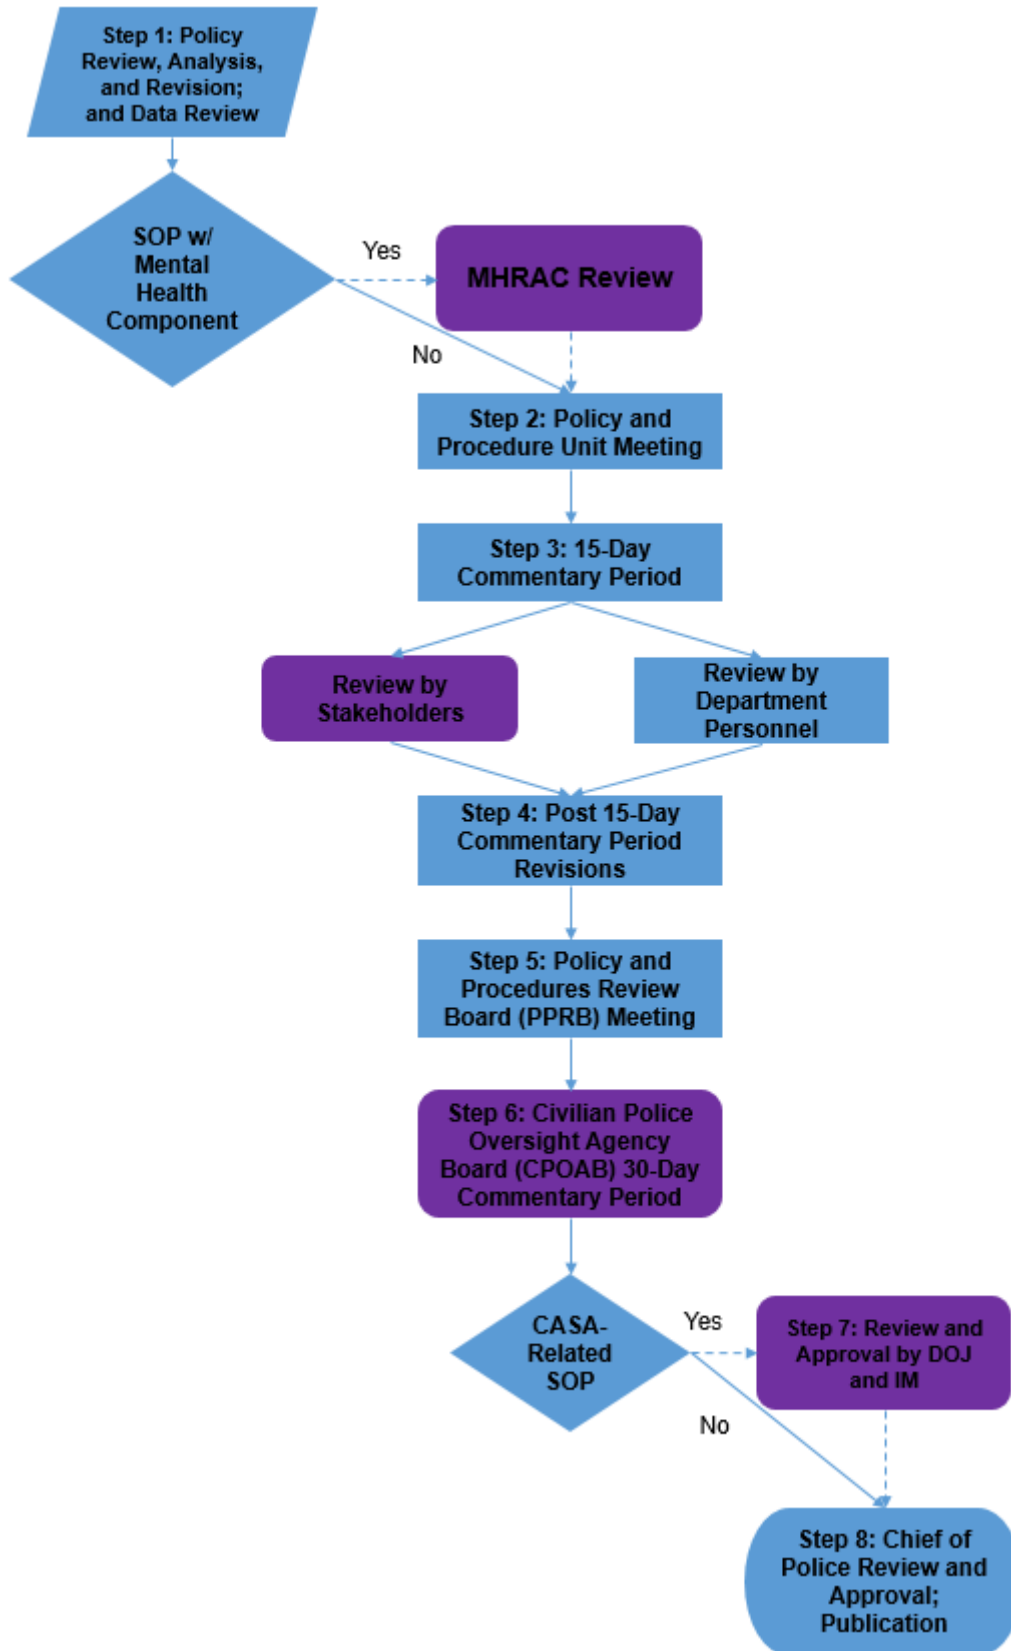 Step 1: Policy
Review, Analysis,
and Revision;
and Data Review
SOP w/
Mental
Health
Component
Yes
MHRAC Review
No
Step 2: Policy and
Procedure Unit Meeting
Step 3: 15-Day
Commentary Period
Review by
Stakeholders
Review by
Department
Personnel
Step 4: Post 15-Day
Commentary Period
Revisions
Step 5: Policy and
Procedures Review
Board (PPRB) Meeting
Step 6: Civilian Police
Oversight Agency
Board (CPOAB) 30-Day
Commentary Period
CASA-
Related
SOP
Yes
Step 7: Review and
Approval by DOJ
and IM
No
Step 8: Chief of
Police Review and
Approval;
Publication